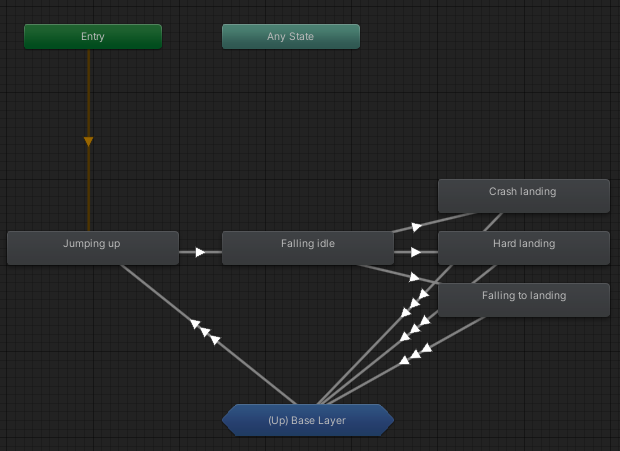 Entry
Any State
Crash landing
Jumping up
Falling idle
Hard landing
Falling to landing
(Up) Base Layer